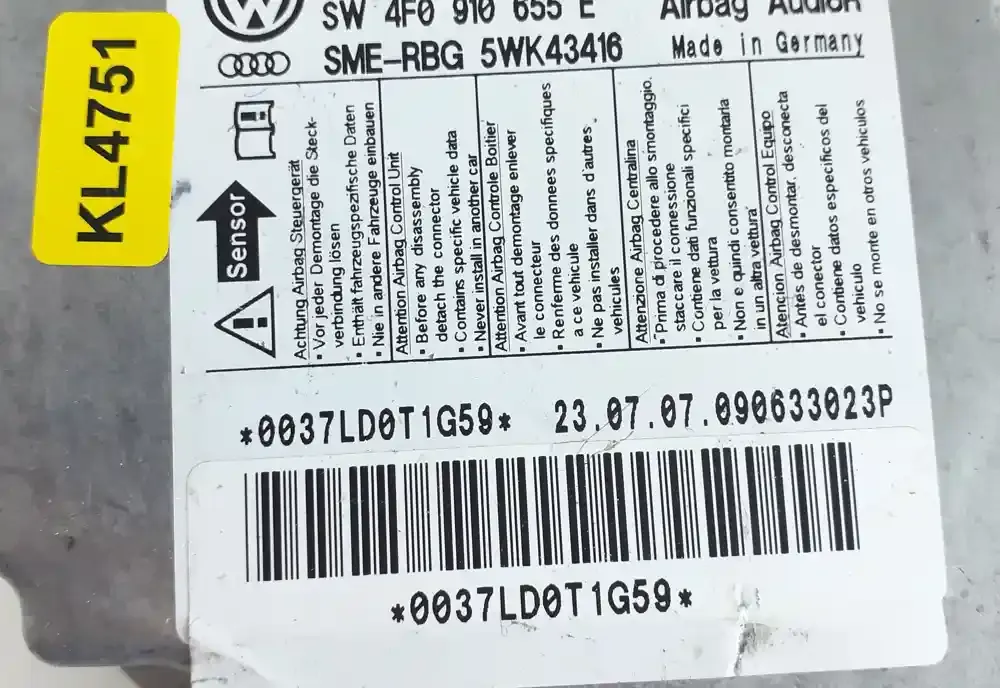 KL4751
SW 4F0 910 655 E
Airbag AudioR
SME-RBG 5WK43416
Made in Germany
Sensor
Achtung Airbag Steuergerät
• Vor jeder Demontage die Steck-
verbindung lösen
• Enthält fahrzeugspezifische Daten
• Nie in andere Fahrzeuge einbauen
Attention Airbag Control Unit
• Before any disassembly
detach the connector
• Contains specific vehicle data
• Never install in another car
Attention Airbag Controle Boitier
• Avant tout demontage enlever
le connecteur
• Renferme des donnees specifiques
a ce vehicule
• Ne pas installer dans d'autres
vehicules
Attenzione Airbag Centralina
• Prima di procedere allo smontaggio.
staccare il connessione
• Contiene dati funzionali specifici
per la vettura
• Non e quindi consentito montarla
in un altra vettura
Atencion Airbag Control Equipo
• Antes de desmontar, desconecta
el conector
• Contiene datos especificos del
vehiculo
• No se monte en otros vehiculos
*0037LD0T1G59*
23.07.07.090633023P
*0037LD0T1G59*